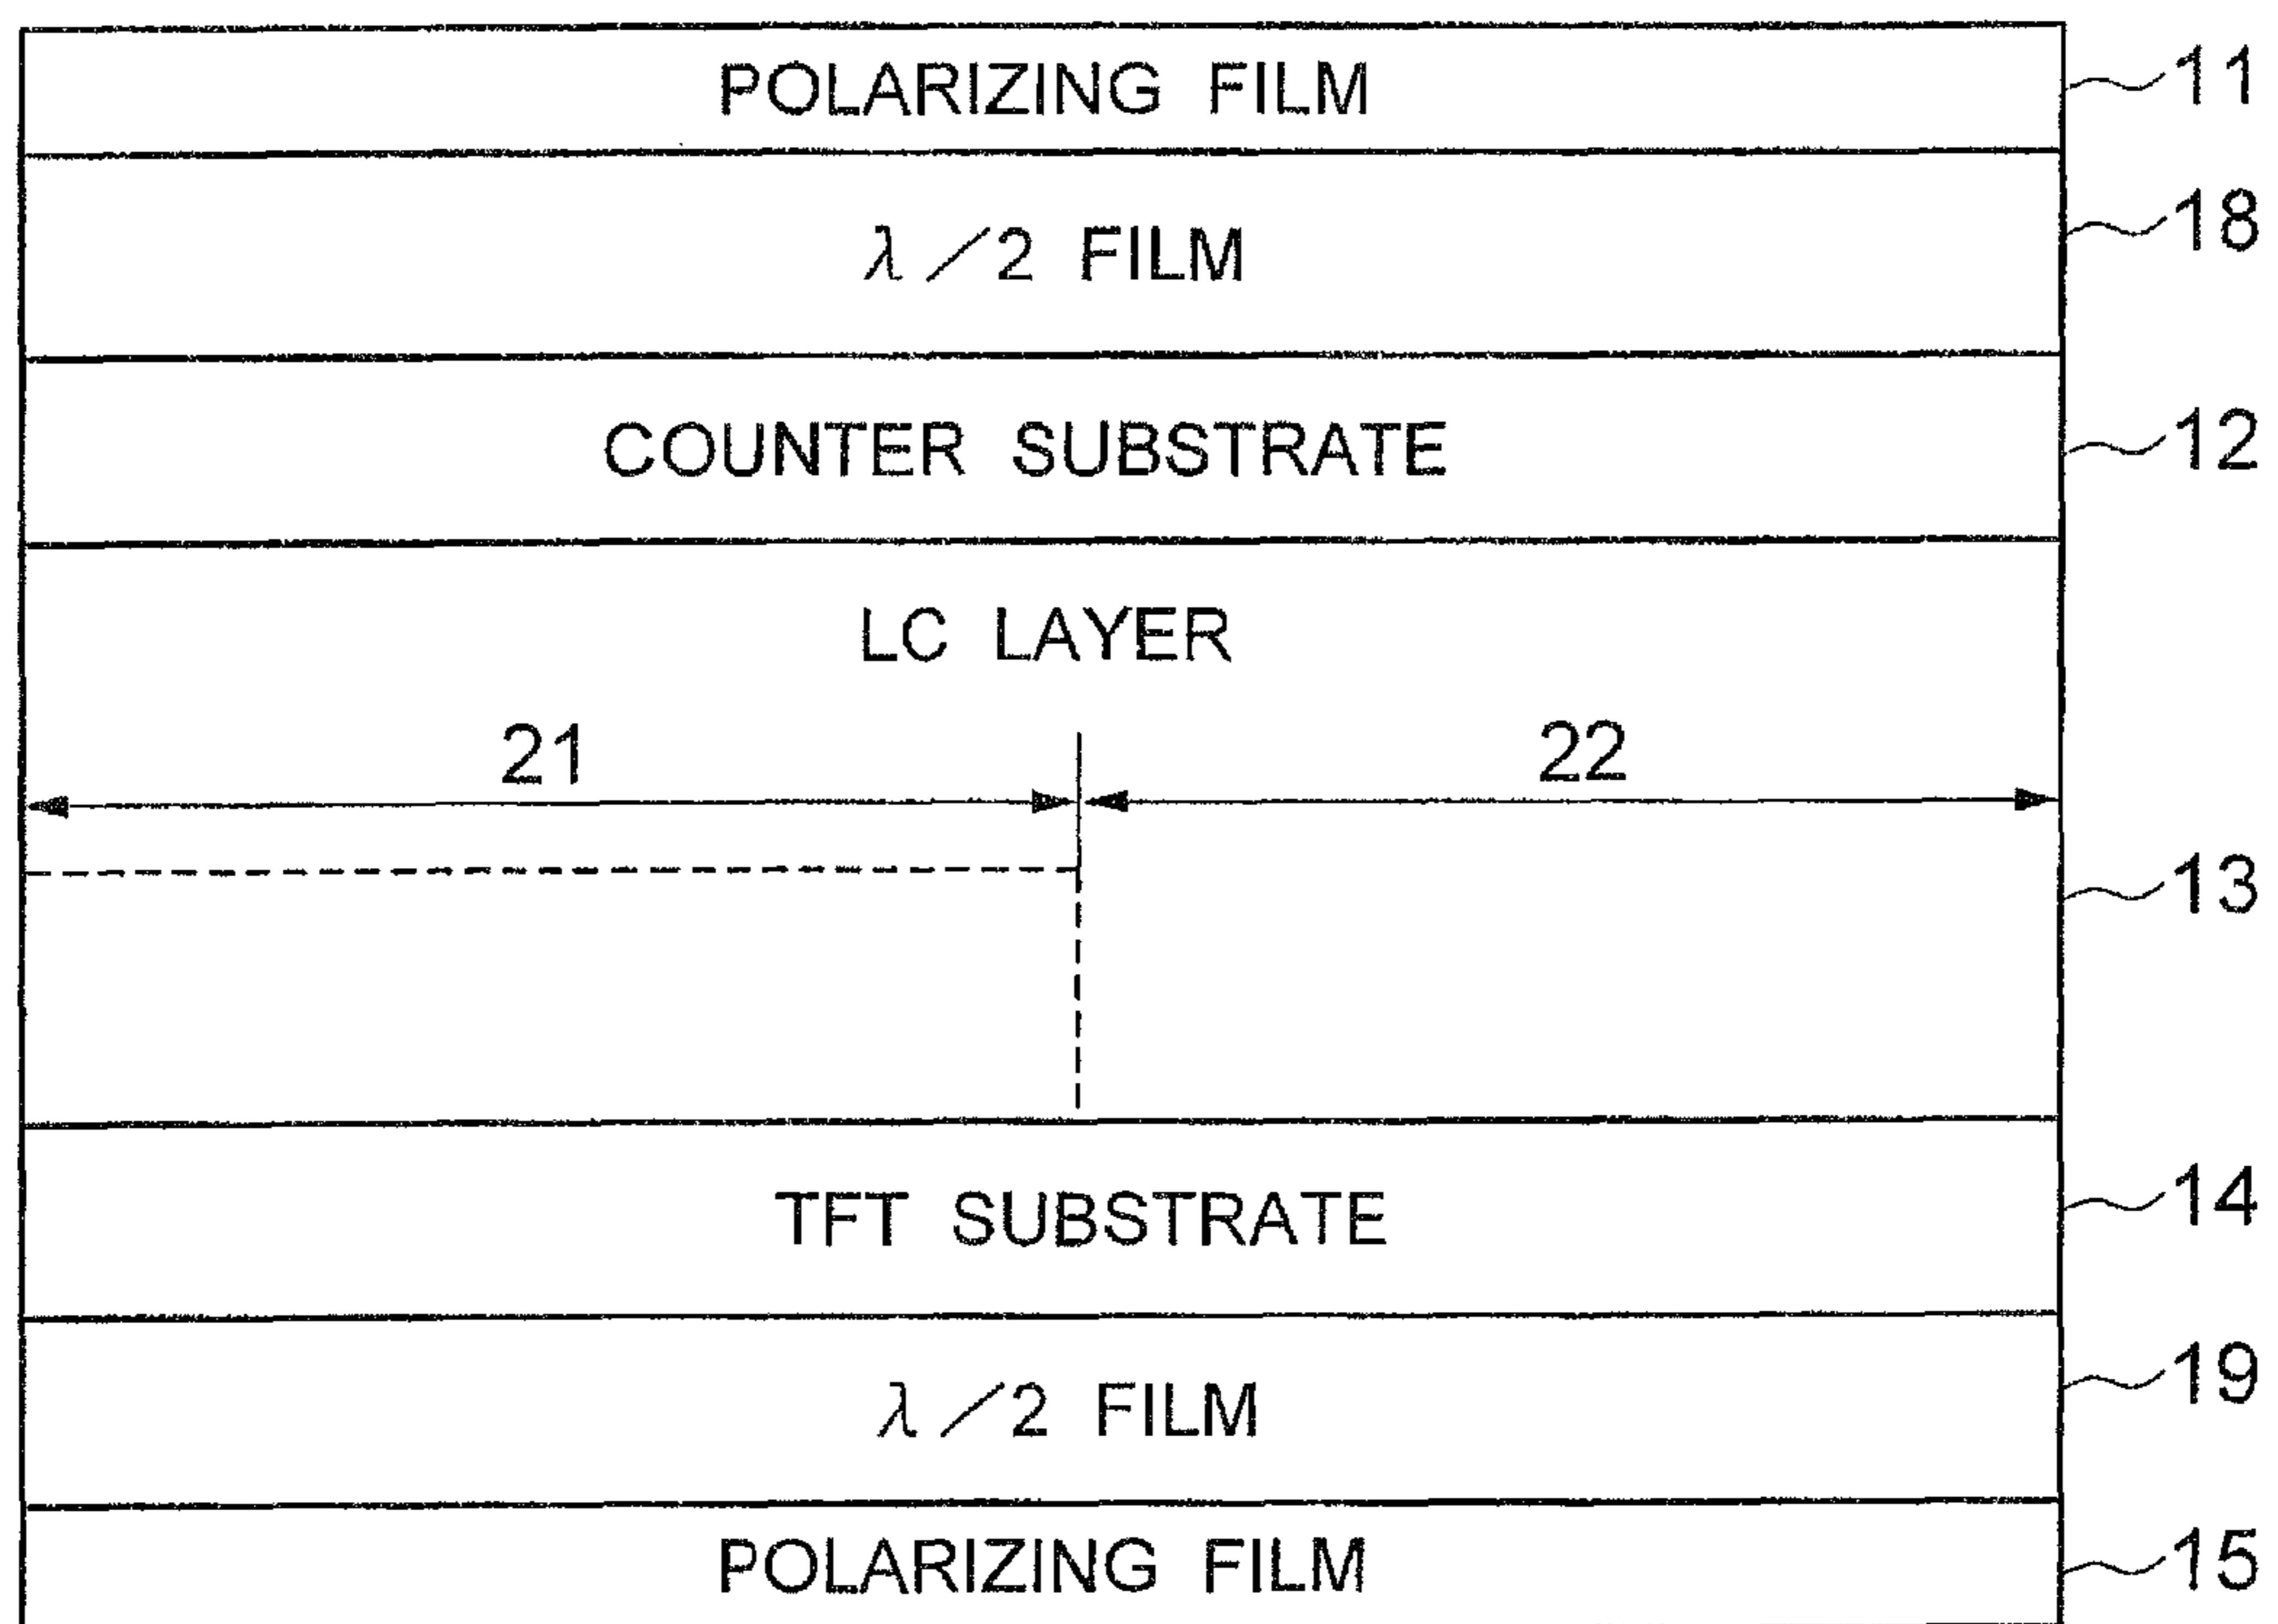 POLARIZING FILM 11
λ/2 FILM 18
COUNTER SUBSTRATE 12
LC LAYER
21 22
13
TFT SUBSTRATE 14
λ/2 FILM 19
POLARIZING FILM 15